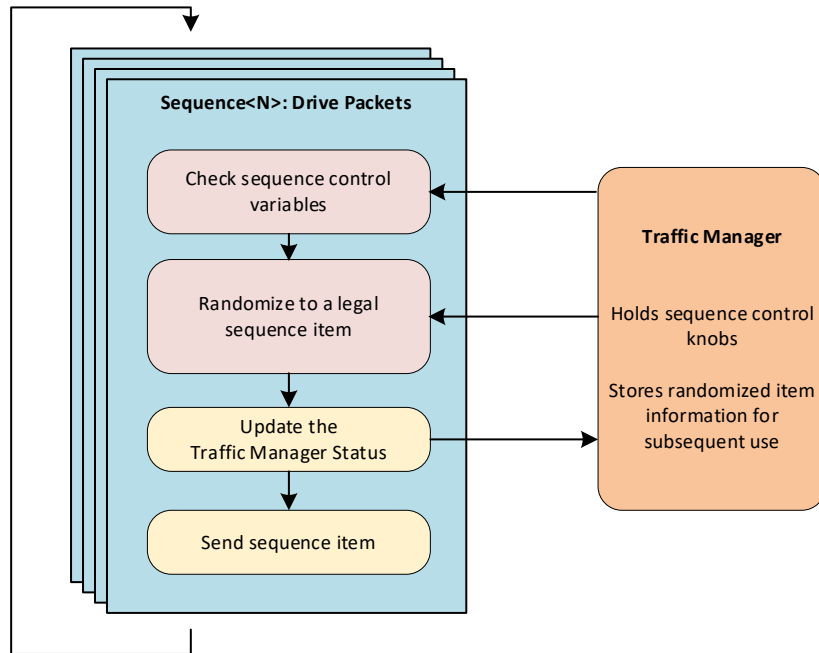 Sequence<N>: Drive Packets
Check sequence control
variables
Randomize to a legal
sequence item
Update the
Traffic Manager Status
Send sequence item
Traffic Manager
Holds sequence control
knobs
Stores randomized item
information for
subsequent use